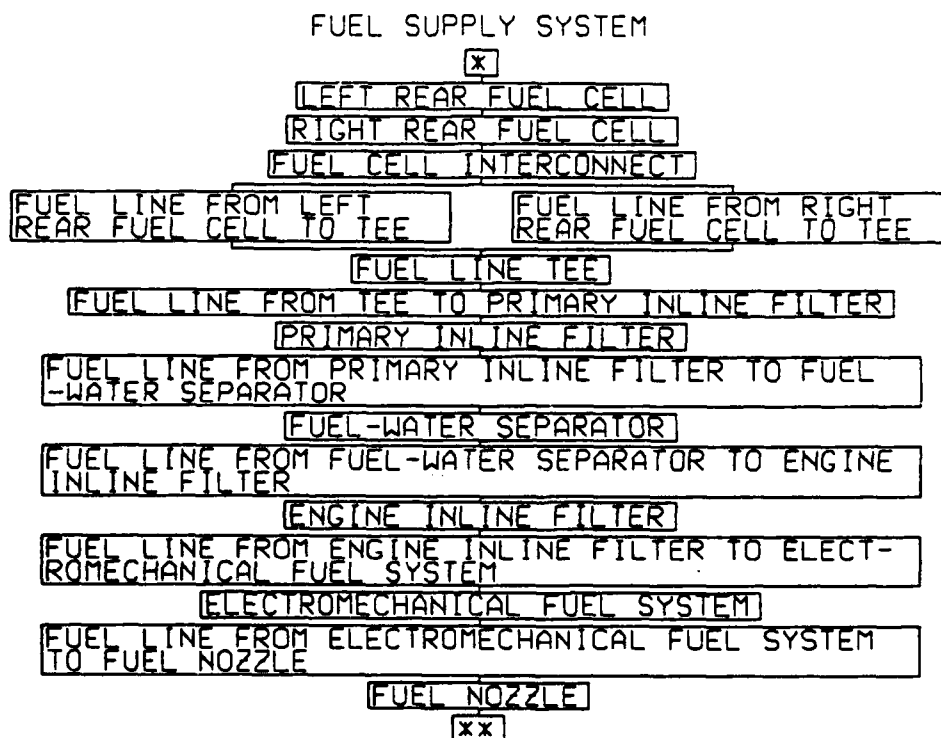 FUEL SUPPLY SYSTEM
*
LEFT REAR FUEL CELL
RIGHT REAR FUEL CELL
FUEL CELL INTERCONNECT
FUEL LINE FROM LEFT
REAR FUEL CELL TO TEE
FUEL LINE FROM RIGHT
REAR FUEL CELL TO TEE
FUEL LINE TEE
FUEL LINE FROM TEE TO PRIMARY INLINE FILTER
PRIMARY INLINE FILTER
FUEL LINE FROM PRIMARY INLINE FILTER TO FUEL
-WATER SEPARATOR
FUEL-WATER SEPARATOR
FUEL LINE FROM FUEL-WATER SEPARATOR TO ENGINE
INLINE FILTER
ENGINE INLINE FILTER
FUEL LINE FROM ENGINE INLINE FILTER TO ELECT-
ROMECHANICAL FUEL SYSTEM
ELECTROMECHANICAL FUEL SYSTEM
FUEL LINE FROM ELECTROMECHANICAL FUEL SYSTEM
TO FUEL NOZZLE
FUEL NOZZLE
**